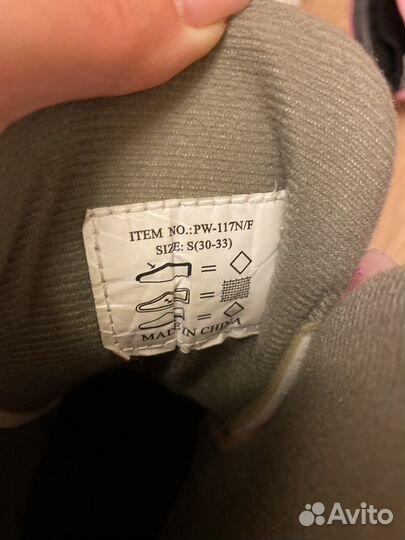 ITEM NO.:PW-117N/F
SIZE: S(30-33)
=
=
=
MADE IN CHINA
Avito